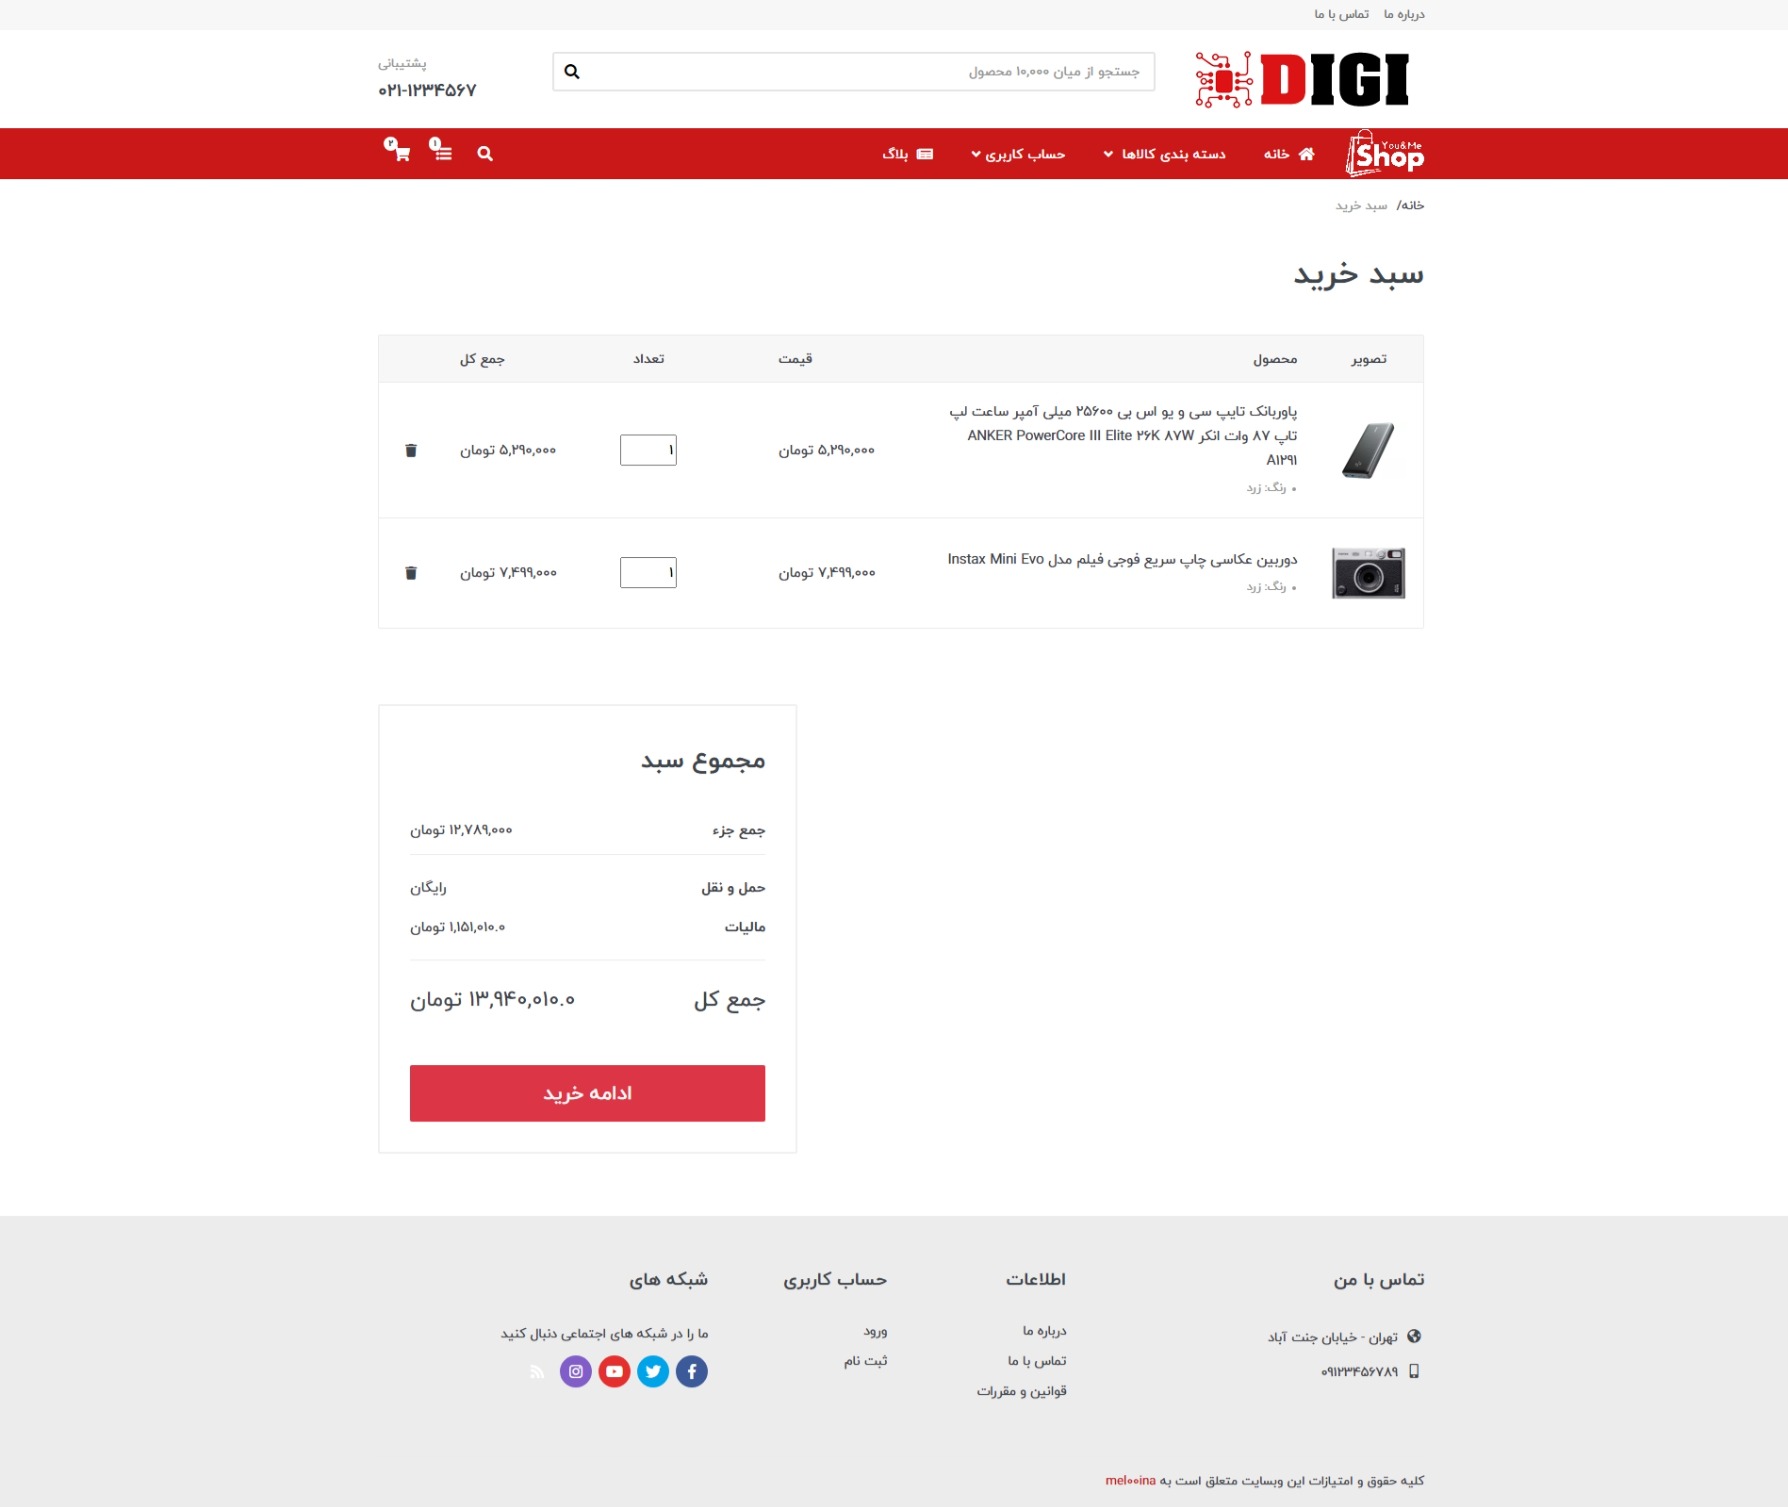 درباره ما تماس با ما
DIGI
جستجو از میان ۱۰,۰۰۰ محصول
پشتیبانی
۰۲۱-۱۲۳۴۵۶۷
You&Me
Shop
خانه دسته بندی کالاها حساب کاربری بلاگ
۱ ۲
خانه/ سبد خرید
سبد خرید
تصویر محصول قیمت تعداد جمع کل
پاوربانک تایپ سی و یو اس بی ۲۵۶۰۰ میلی آمپر ساعت لپ
تاپ ۸۷ وات انکر ANKER PowerCore III Elite ۲۶K ۸۷W
A۱۲۹۱
• رنگ: زرد
۵,۲۹۰,۰۰۰ تومان ۱ ۵,۲۹۰,۰۰۰ تومان
دوربین عکاسی چاپ سریع فوجی فیلم مدل Instax Mini Evo
• رنگ: زرد
۷,۴۹۹,۰۰۰ تومان ۱ ۷,۴۹۹,۰۰۰ تومان
مجموع سبد
جمع جزء ۱۲,۷۸۹,۰۰۰ تومان
حمل و نقل رایگان
مالیات ۱,۱۵۱,۰۱۰.۰ تومان
جمع کل ۱۳,۹۴۰,۰۱۰.۰ تومان
ادامه خرید
تماس با من
تهران - خیابان جنت آباد
۰۹۱۲۳۴۵۶۷۸۹
اطلاعات
درباره ما
تماس با ما
قوانین و مقررات
حساب کاربری
ورود
ثبت نام
شبکه های
ما را در شبکه های اجتماعی دنبال کنید
کلیه حقوق و امتیازات این وبسایت متعلق است به mel۰۰ina